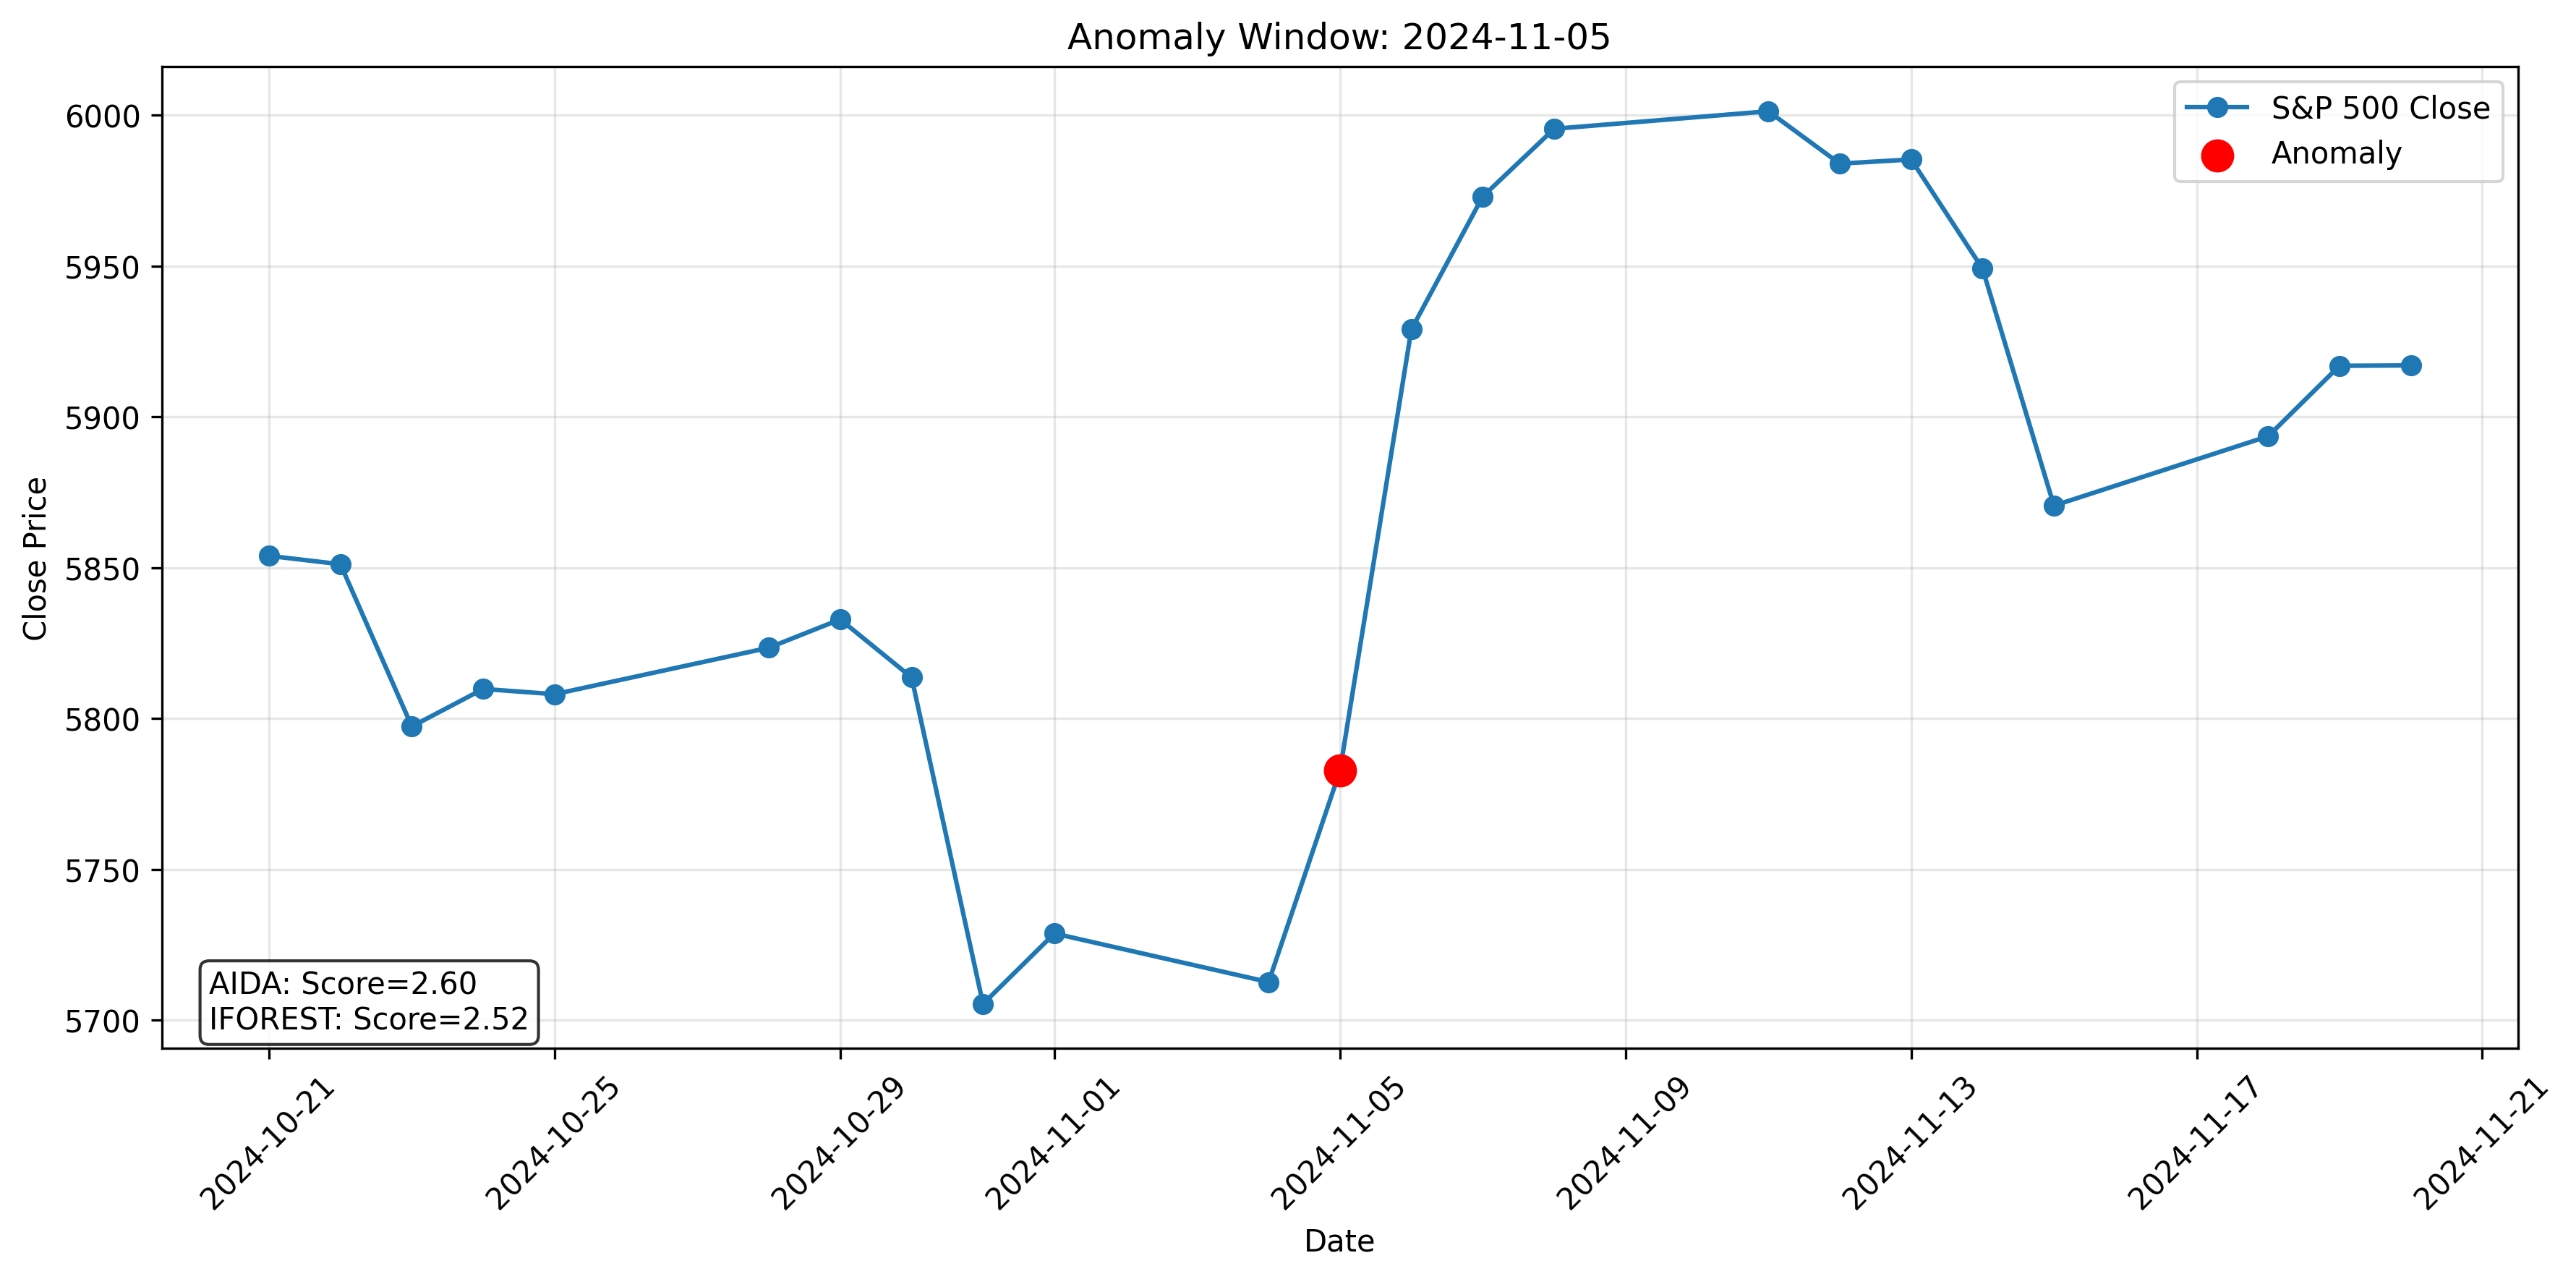 Anomaly Window: 2024-11-05
S&P 500 Close
Anomaly
Close Price
6000
5950
5900
5850
5800
5750
5700
AIDA: Score=2.60
IFOREST: Score=2.52
2024-10-21
2024-10-25
2024-10-29
2024-11-01
2024-11-05
2024-11-09
2024-11-13
2024-11-17
2024-11-21
Date